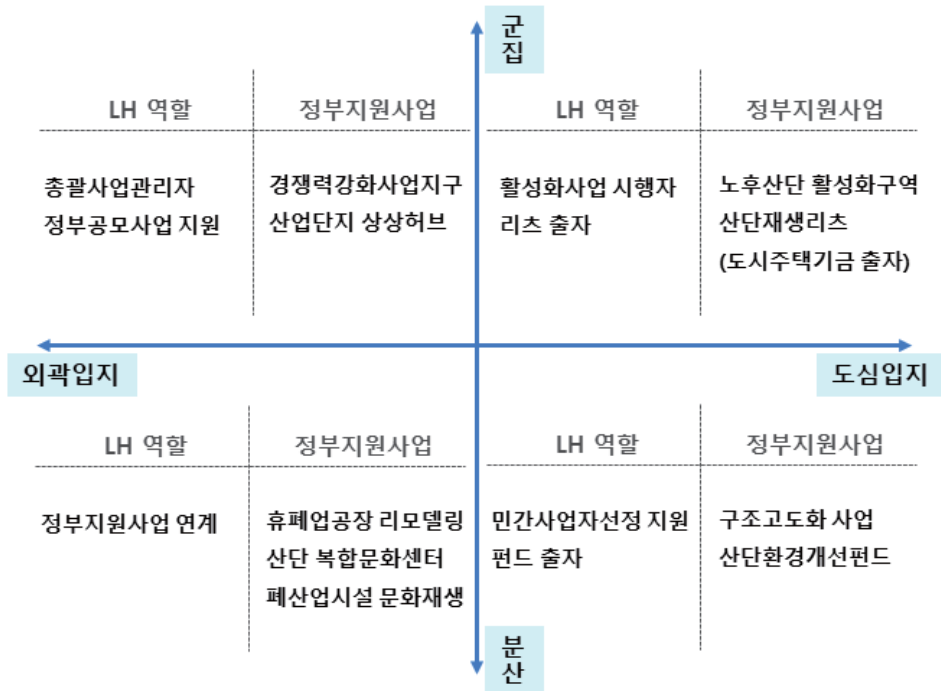 군집
LH 역할
정부지원사업
총괄사업관리자
정부공모사업 지원
경쟁력강화사업지구
산업단지 상상허브
LH 역할
정부지원사업
활성화사업 시행자
리츠 출자
노후산단 활성화구역
산단재생리츠
(도시주택기금 출자)
외곽입지
도심입지
LH 역할
정부지원사업
정부지원사업 연계
휴폐업공장 리모델링
산단 복합문화센터
폐산업시설 문화재생
LH 역할
정부지원사업
민간사업자선정 지원
펀드 출자
구조고도화 사업
산단환경개선펀드
분산